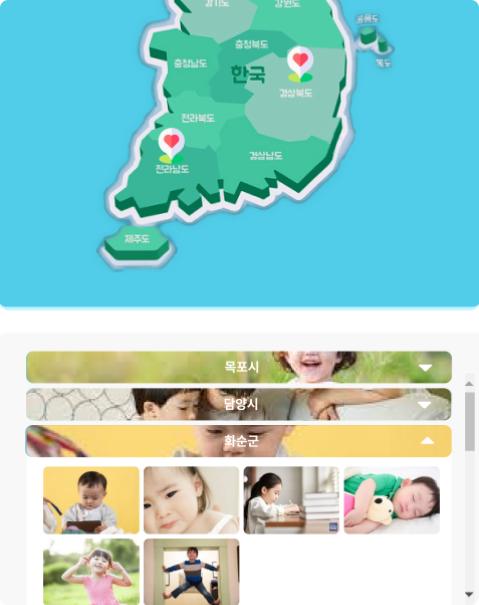 경기도
강원도
울릉도
독도
충청북도
충청남도
한국
경상북도
전라북도
경상남도
전라남도
제주도
목포시
담양시
화순군